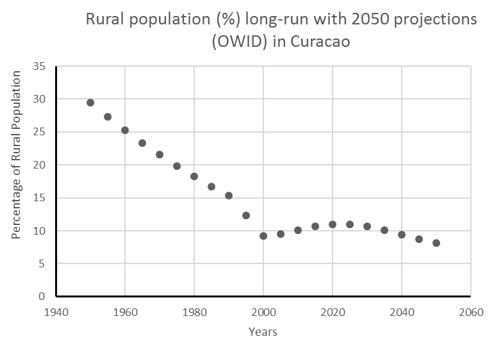 Rural population (%) long-run with 2050 projections
(OWID) in Curacao
Percentage of Rural Population
35
30
25
20
15
10
5
0
1940 1960 1980 2000 2020 2040 2060
Years